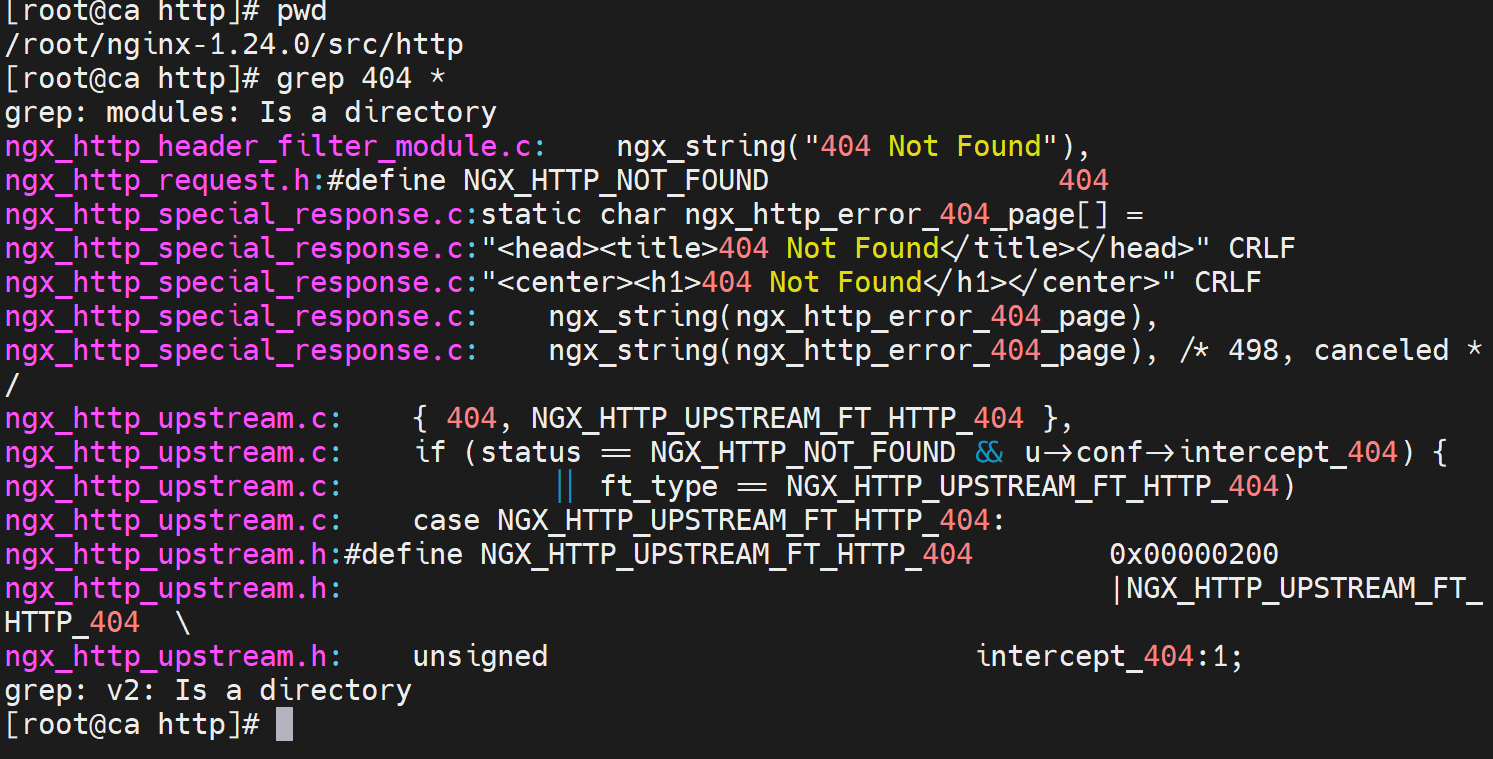 [root@ca http]# pwd
/root/nginx-1.24.0/src/http
[root@ca http]# grep 404 *
grep: modules: Is a directory
ngx_http_header_filter_module.c:    ngx_string("404 Not Found"),
ngx_http_request.h:#define NGX_HTTP_NOT_FOUND                 404
ngx_http_special_response.c:static char ngx_http_error_404_page[] =
ngx_http_special_response.c:"<head><title>404 Not Found</title></head>" CRLF
ngx_http_special_response.c:"<center><h1>404 Not Found</h1></center>" CRLF
ngx_http_special_response.c:    ngx_string(ngx_http_error_404_page),
ngx_http_special_response.c:    ngx_string(ngx_http_error_404_page), /* 498, canceled *
/
ngx_http_upstream.c:    { 404, NGX_HTTP_UPSTREAM_FT_HTTP_404 },
ngx_http_upstream.c:    if (status == NGX_HTTP_NOT_FOUND && u->conf->intercept_404) {
ngx_http_upstream.c:            || ft_type == NGX_HTTP_UPSTREAM_FT_HTTP_404)
ngx_http_upstream.c:    case NGX_HTTP_UPSTREAM_FT_HTTP_404:
ngx_http_upstream.h:#define NGX_HTTP_UPSTREAM_FT_HTTP_404        0x00000200
ngx_http_upstream.h:                                             |NGX_HTTP_UPSTREAM_FT_
HTTP_404  \
ngx_http_upstream.h:    unsigned                         intercept_404:1;
grep: v2: Is a directory
[root@ca http]#